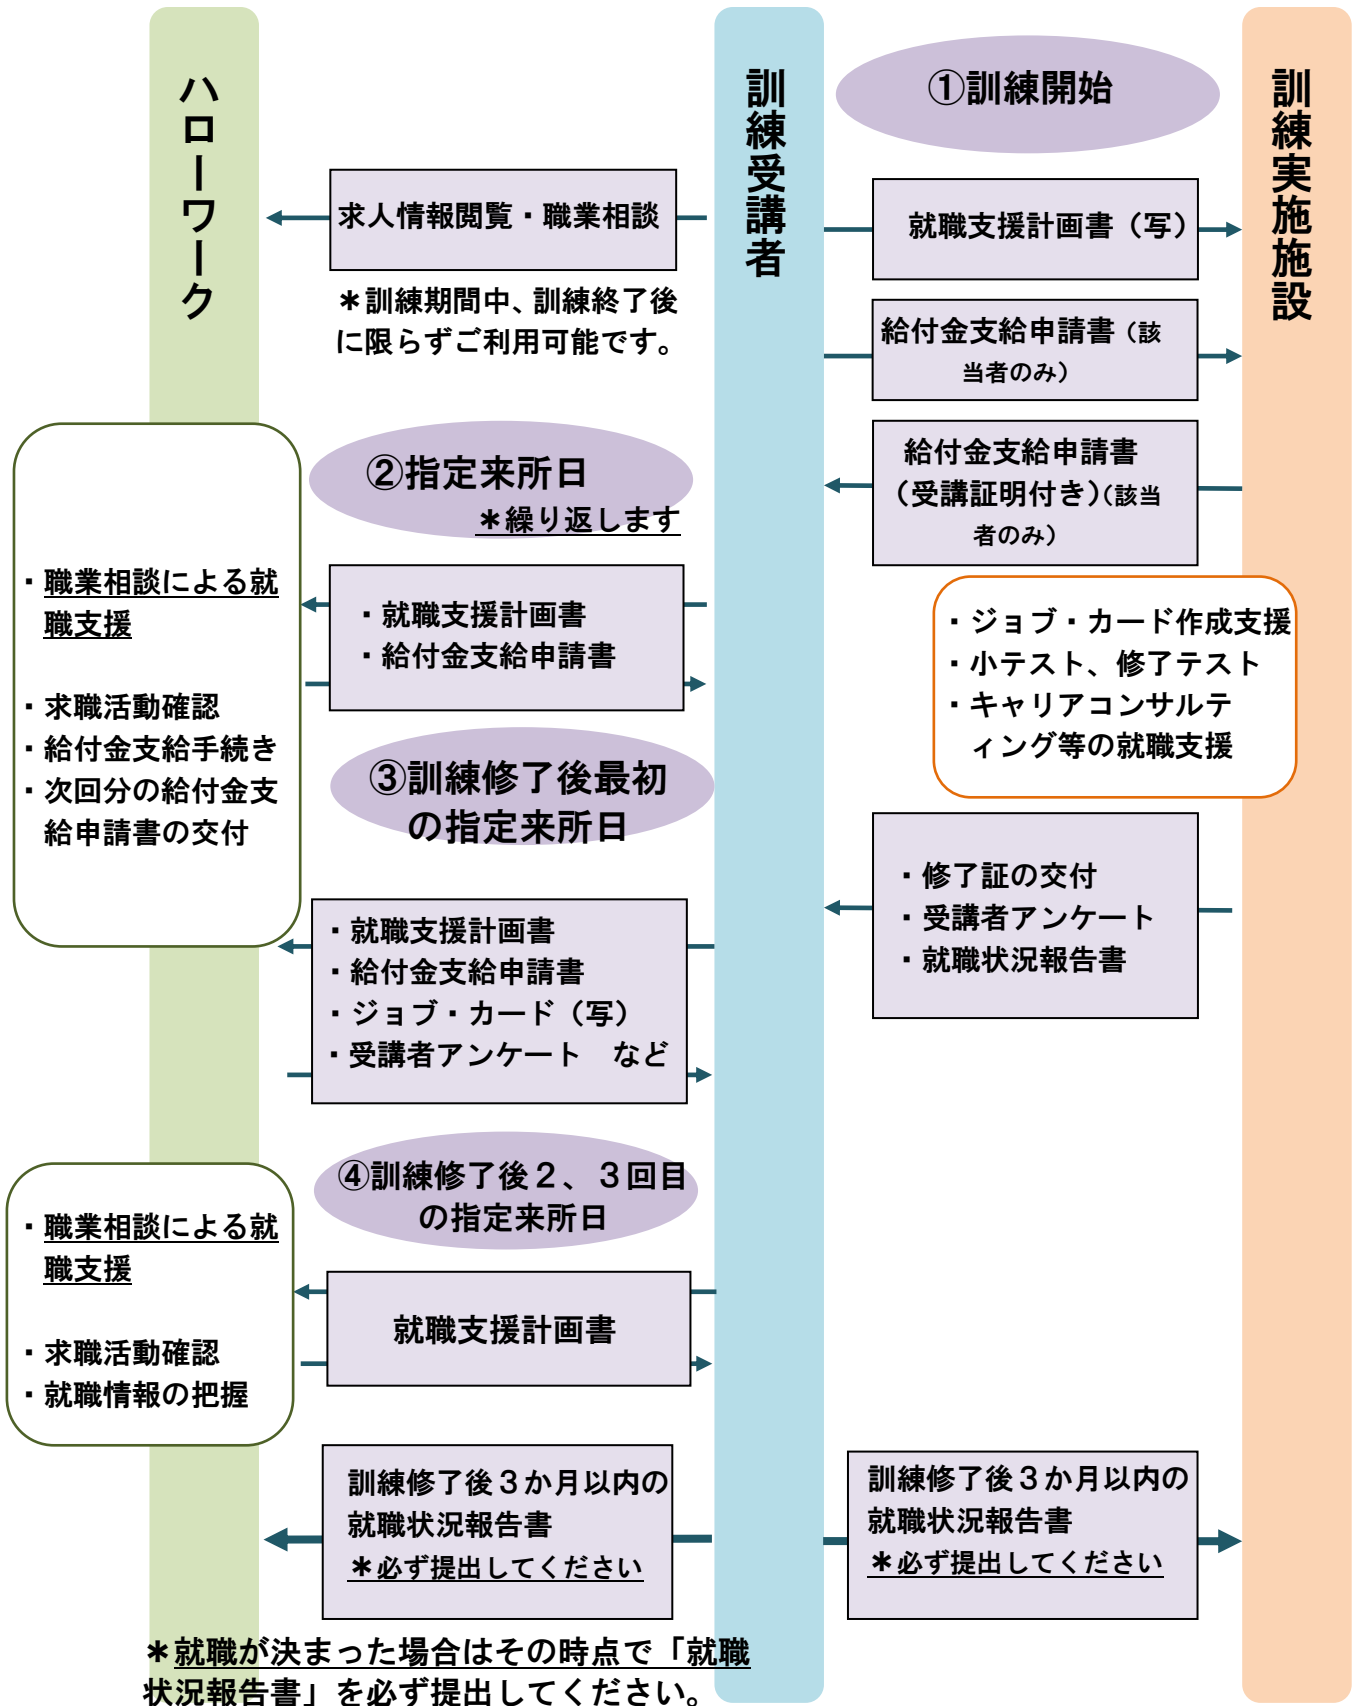 ハローワーク
訓練受講者
訓練実施施設
①訓練開始
求人情報閲覧・職業相談
＊訓練期間中、訓練終了後
に限らずご利用可能です。
就職支援計画書（写）
給付金支給申請書（該
当者のみ）
給付金支給申請書
（受講証明付き）（該当
者のみ）
②指定来所日
＊繰り返します
・職業相談による就
職支援
・求職活動確認
・給付金支給手続き
・次回分の給付金支
給申請書の交付
・就職支援計画書
・給付金支給申請書
・ジョブ・カード作成支援
・小テスト、修了テスト
・キャリアコンサルテ
ィング等の就職支援
③訓練修了後最初
の指定来所日
・修了証の交付
・受講者アンケート
・就職状況報告書
・就職支援計画書
・給付金支給申請書
・ジョブ・カード（写）
・受講者アンケート　など
④訓練修了後２、３回目
の指定来所日
・職業相談による就
職支援
・求職活動確認
・就職情報の把握
就職支援計画書
訓練修了後３か月以内の
就職状況報告書
＊必ず提出してください
訓練修了後３か月以内の
就職状況報告書
＊必ず提出してください
＊就職が決まった場合はその時点で「就職
状況報告書」を必ず提出してください。